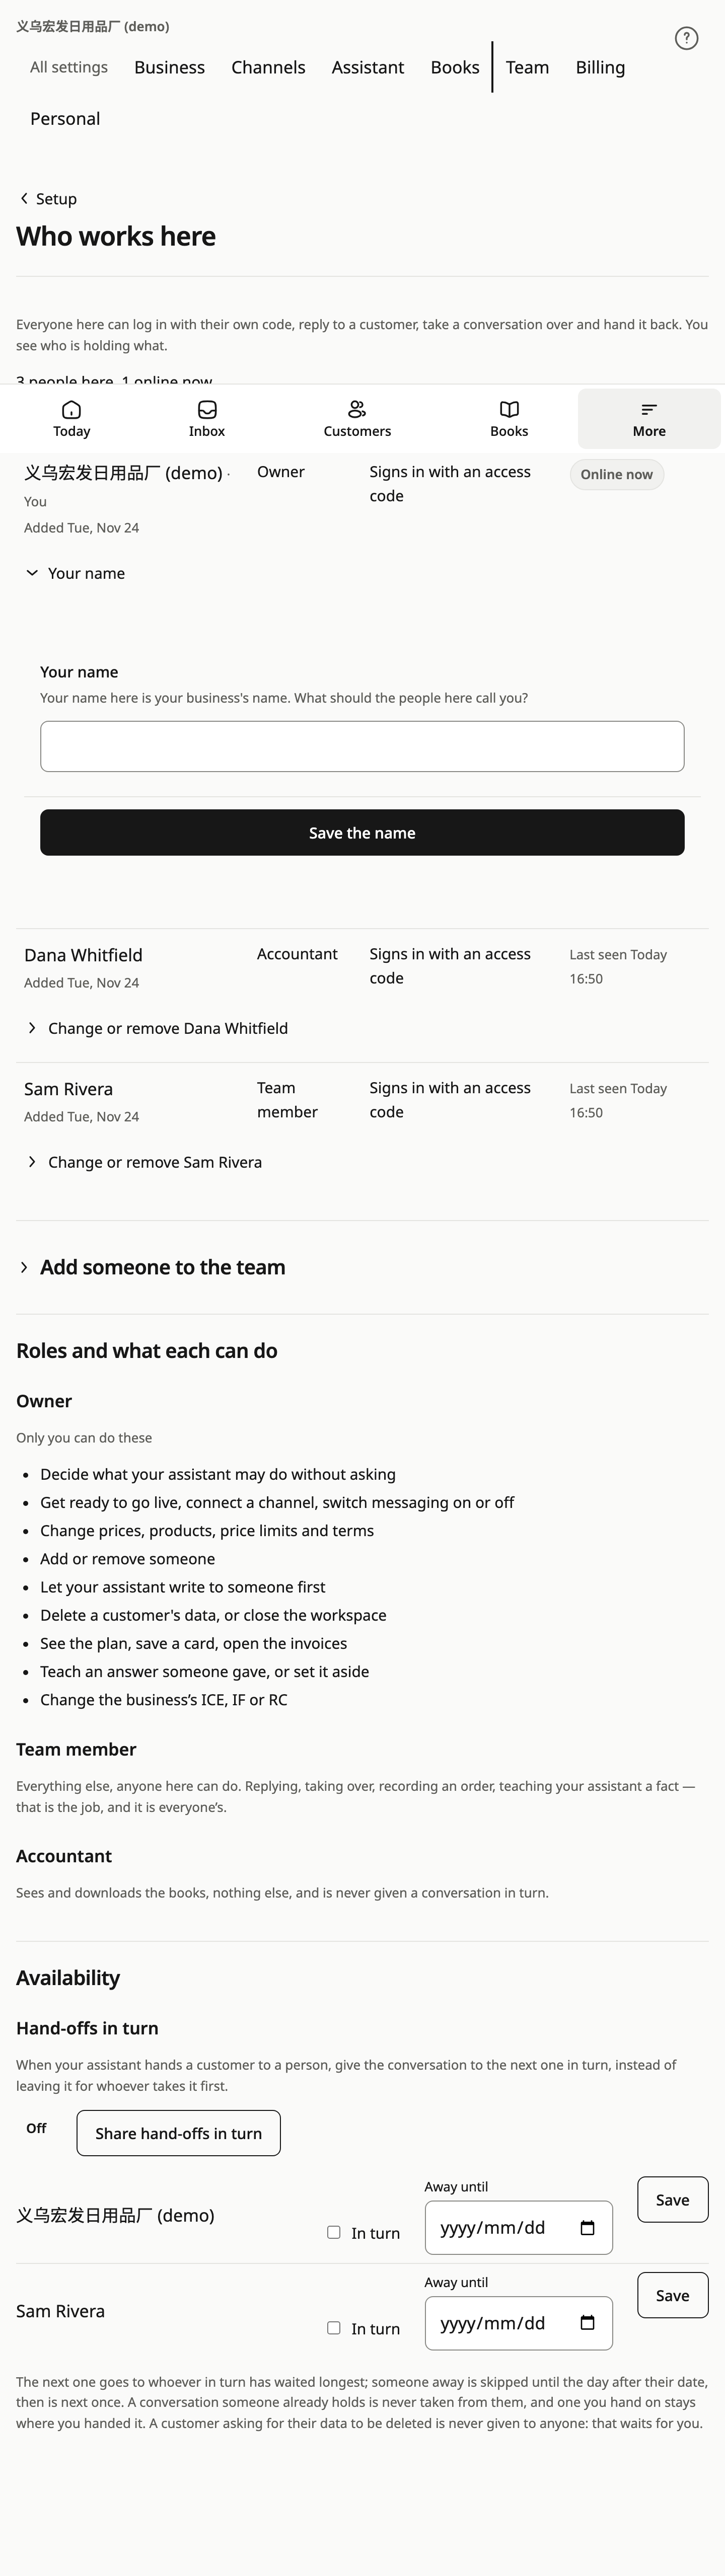 义乌宏发日用品厂 (demo)
All settings Business Channels Assistant Books Team Billing
Personal
Setup
Who works here
Everyone here can log in with their own code, reply to a customer, take a conversation over and hand it back. You
see who is holding what.
3 people here, 1 online now
Today Inbox Customers Books More
义乌宏发日用品厂 (demo) · Owner Signs in with an access Online now
You code
Added Tue, Nov 24
Your name
Your name
Your name here is your business's name. What should the people here call you?
Save the name
Dana Whitfield Accountant Signs in with an access Last seen Today
Added Tue, Nov 24 code 16:50
Change or remove Dana Whitfield
Sam Rivera Team Signs in with an access Last seen Today
Added Tue, Nov 24 member code 16:50
Change or remove Sam Rivera
Add someone to the team
Roles and what each can do
Owner
Only you can do these
• Decide what your assistant may do without asking
• Get ready to go live, connect a channel, switch messaging on or off
• Change prices, products, price limits and terms
• Add or remove someone
• Let your assistant write to someone first
• Delete a customer's data, or close the workspace
• See the plan, save a card, open the invoices
• Teach an answer someone gave, or set it aside
• Change the business’s ICE, IF or RC
Team member
Everything else, anyone here can do. Replying, taking over, recording an order, teaching your assistant a fact —
that is the job, and it is everyone’s.
Accountant
Sees and downloads the books, nothing else, and is never given a conversation in turn.
Availability
Hand-offs in turn
When your assistant hands a customer to a person, give the conversation to the next one in turn, instead of
leaving it for whoever takes it first.
Off Share hand-offs in turn
Away until
义乌宏发日用品厂 (demo) In turn yyyy/mm/dd Save
Away until
Sam Rivera In turn yyyy/mm/dd Save
The next one goes to whoever in turn has waited longest; someone away is skipped until the day after their date,
then is next once. A conversation someone already holds is never taken from them, and one you hand on stays
where you handed it. A customer asking for their data to be deleted is never given to anyone: that waits for you.